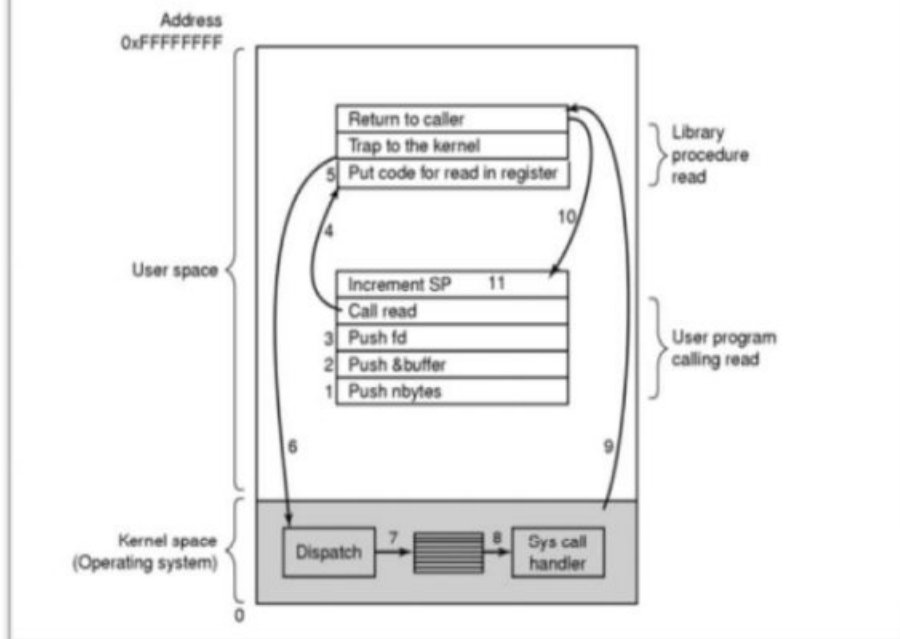 Address
0xFFFFFFFF
Return to caller
Trap to the kernel
5 Put code for read in register
Library
procedure
read
4
10
User space
Increment SP 11
Call read
3 Push fd
2 Push &buffer
1 Push nbytes
User program
calling read
6
9
Kernel space
(Operating system)
Dispatch
7
8
Sys call
handler
0